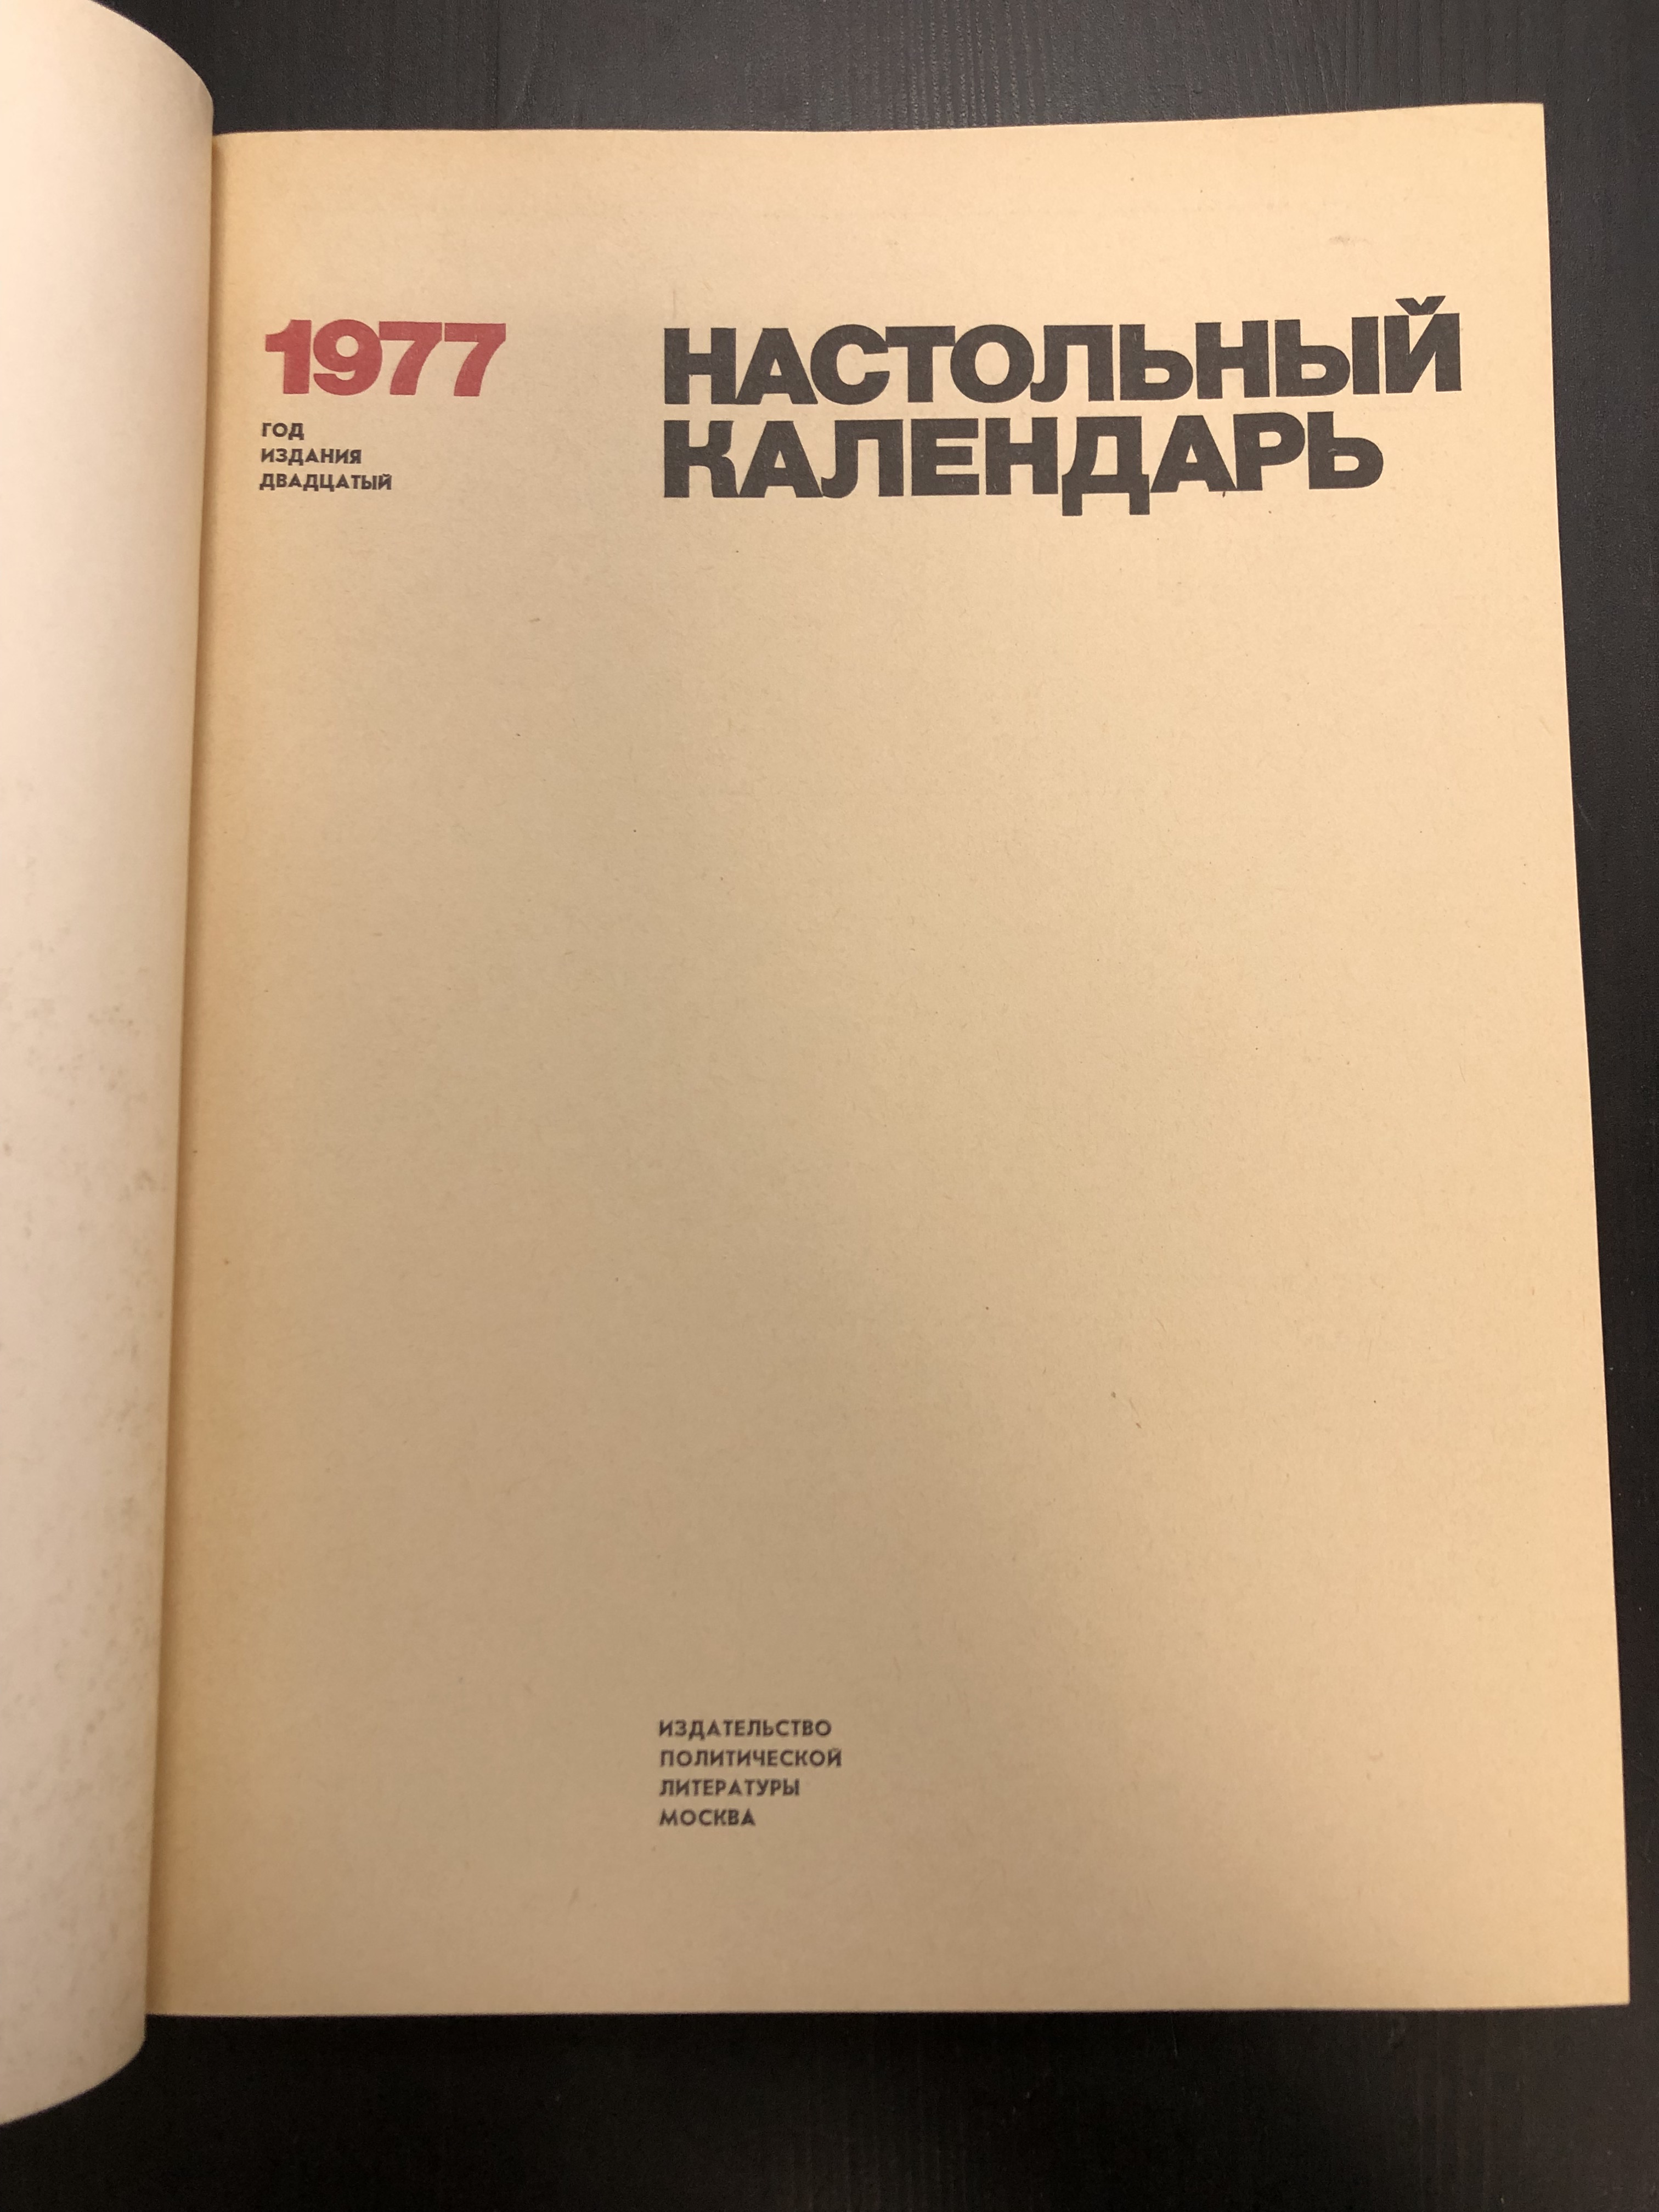 1977
ГОД
ИЗДАНИЯ
ДВАДЦАТЫЙ
НАСТОЛЬНЫЙ
КАЛЕНДАРЬ
ИЗДАТЕЛЬСТВО
ПОЛИТИЧЕСКОЙ
ЛИТЕРАТУРЫ
МОСКВА